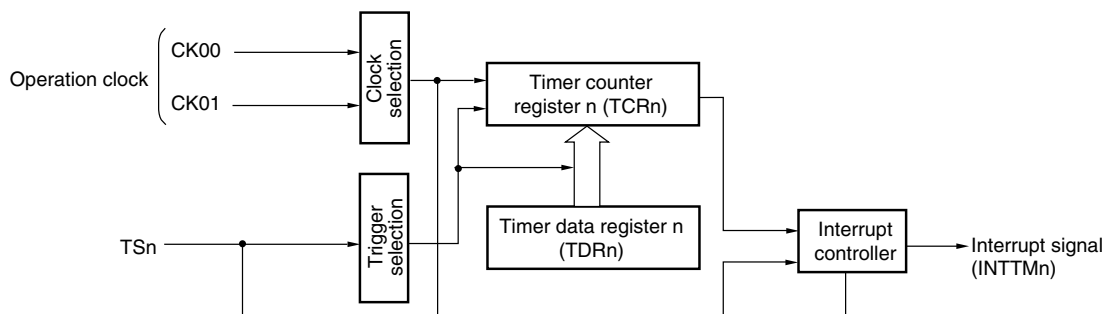 Operation clock
CK00
CK01
Clock
selection
Timer counter
register n (TCRn)
TSn
Trigger
selection
Timer data register n
(TDRn)
Interrupt
controller
Interrupt signal
(INTTMn)